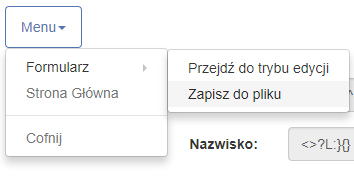 Menu
Formularz
Przejdź do trybu edycji
Strona Główna
Zapisz do pliku
Cofnij
Nazwisko:
<>?L:}{}